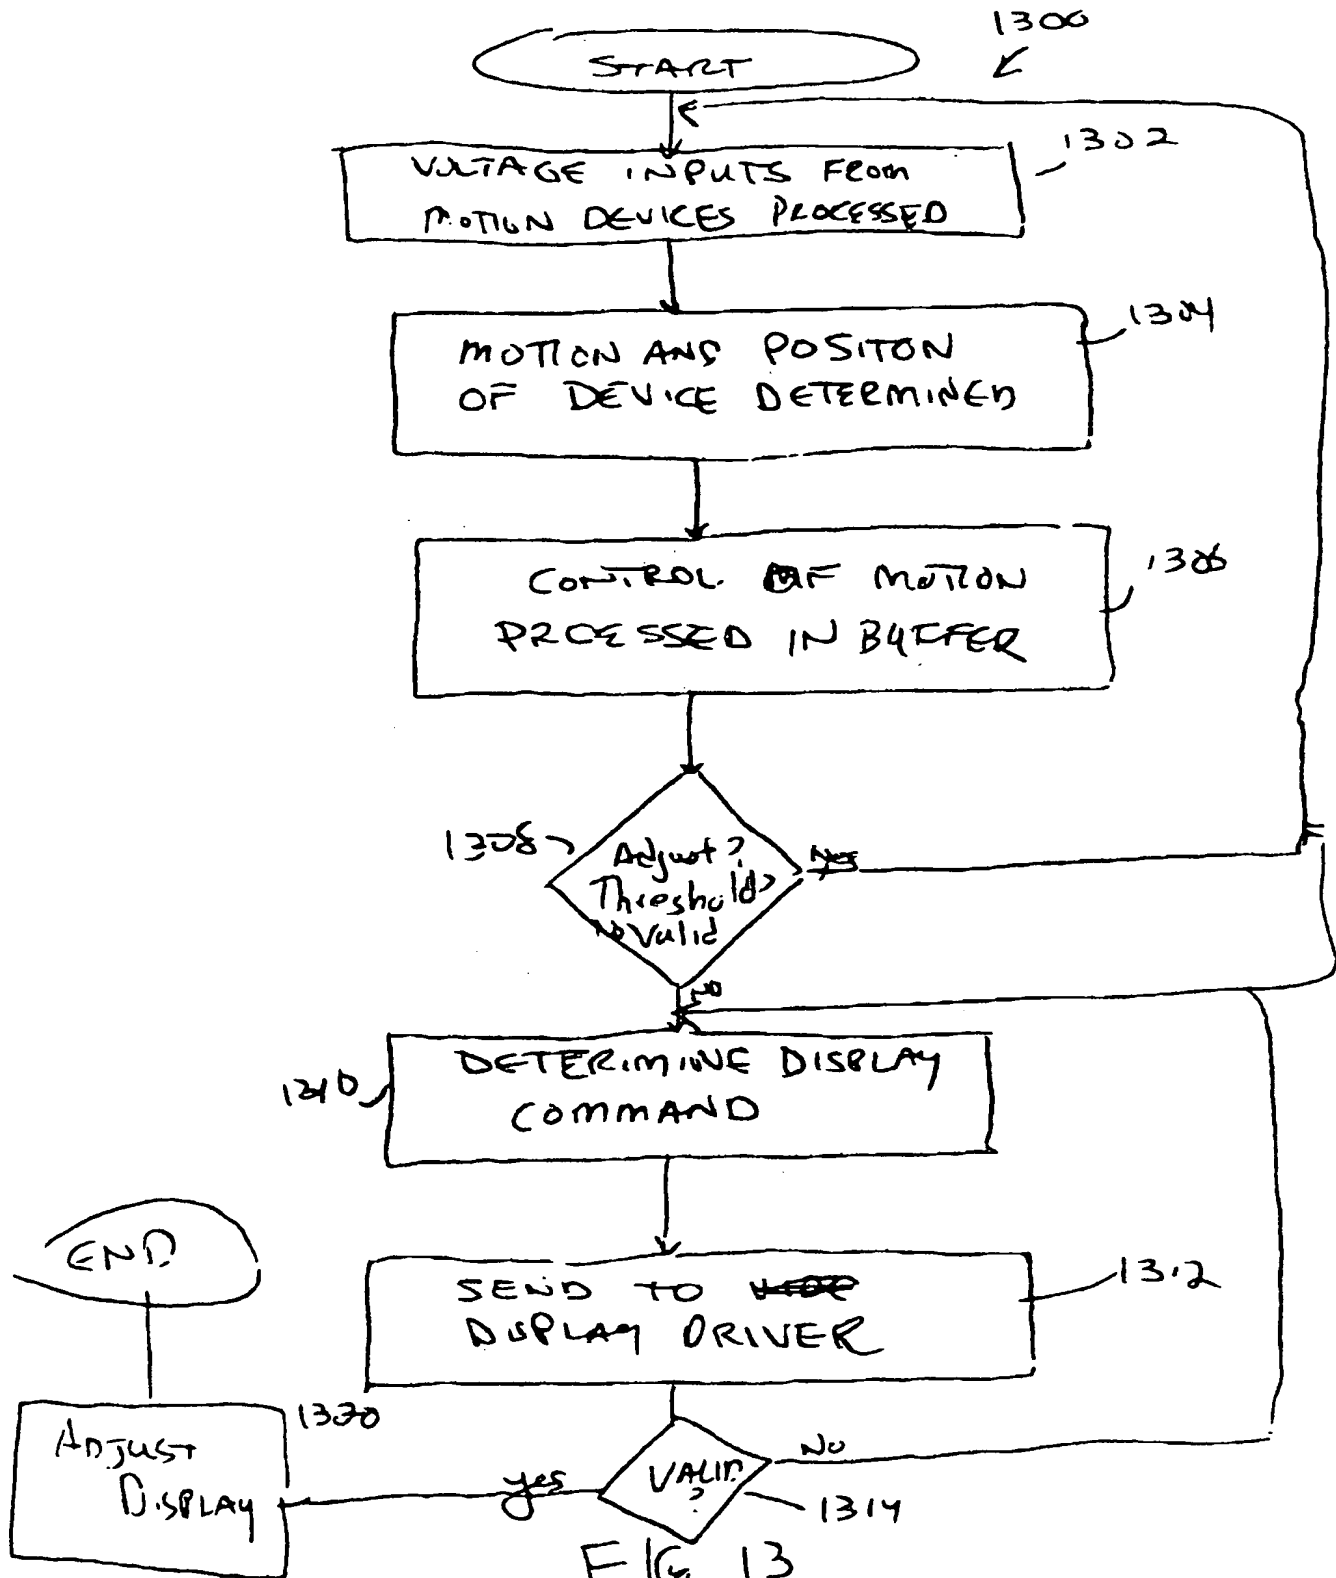 1300
START
1302
VOLTAGE INPUTS FROM
MOTION DEVICES PROCESSED
1304
MOTION AND POSITON
OF DEVICE DETERMINED
1306
CONTROL OF MOTION
PROCESSED IN BUFFER
1308
Adjust?
Yes
Threshold>
No Valid
No
1310
DETERIMINE DISPLAY
COMMAND
END
1312
SEND TO
DISPLAY DRIVER
1320
ADJUST
DISPLAY
yes
VALID
?
No
1314
FIG 13